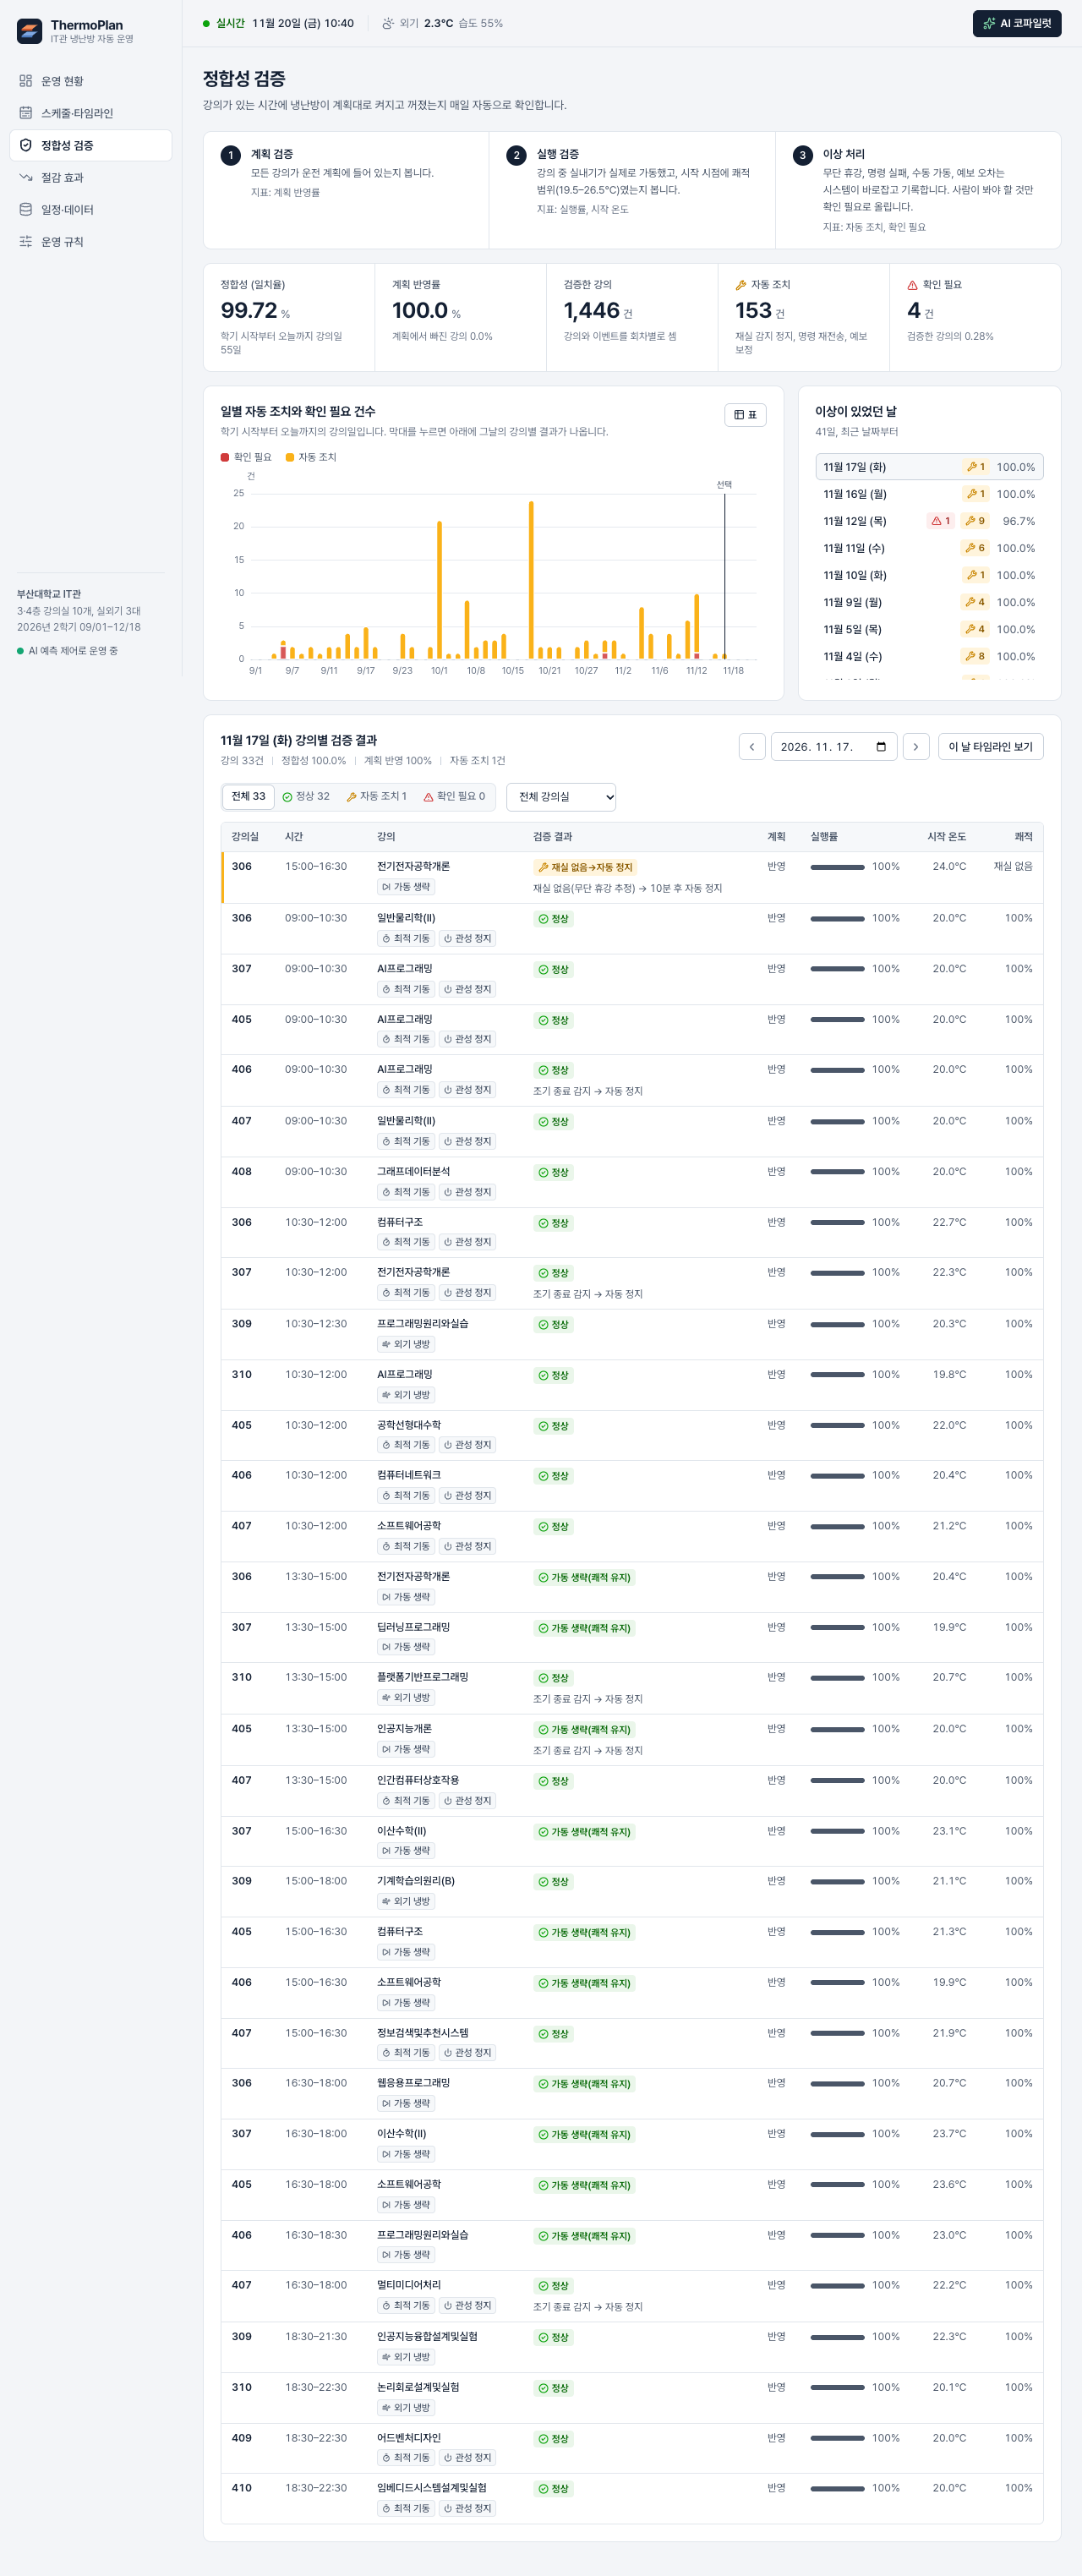 ThermoPlan
IT관 냉난방 자동 운영
운영 현황
스케줄·타임라인
정합성 검증
절감 효과
일정·데이터
운영 규칙
부산대학교 IT관
3·4층 강의실 10개, 실외기 3대
2026년 2학기 09/01–12/18
AI 예측 제어로 운영 중
실시간 11월 20일 (금) 10:40 외기 2.3°C 습도 55%
AI 코파일럿
정합성 검증
강의가 있는 시간에 냉난방이 계획대로 켜지고 꺼졌는지 매일 자동으로 확인합니다.
1 계획 검증
모든 강의가 운전 계획에 들어 있는지 봅니다.
지표: 계획 반영률
2 실행 검증
강의 중 실내기가 실제로 가동했고, 시작 시점에 쾌적
범위(19.5–26.5°C)였는지 봅니다.
지표: 실행률, 시작 온도
3 이상 처리
무단 휴강, 명령 실패, 수동 가동, 예보 오차는
시스템이 바로잡고 기록합니다. 사람이 봐야 할 것만
확인 필요로 올립니다.
지표: 자동 조치, 확인 필요
정합성 (일치율)
99.72 %
학기 시작부터 오늘까지 강의일
55일
계획 반영률
100.0 %
계획에서 빠진 강의 0.0%
검증한 강의
1,446 건
강의와 이벤트를 회차별로 셈
자동 조치
153 건
재실 감지 정지, 명령 재전송, 예보
보정
확인 필요
4 건
검증한 강의의 0.28%
일별 자동 조치와 확인 필요 건수
학기 시작부터 오늘까지의 강의일입니다. 막대를 누르면 아래에 그날의 강의별 결과가 나옵니다.
표
확인 필요 자동 조치
건
선택
25
20
15
10
5
0
9/1 9/7 9/11 9/17 9/23 10/1 10/8 10/15 10/21 10/27 11/2 11/6 11/12 11/18
이상이 있었던 날
41일, 최근 날짜부터
11월 17일 (화) 1 100.0%
11월 16일 (월) 1 100.0%
11월 12일 (목) 1 9 96.7%
11월 11일 (수) 6 100.0%
11월 10일 (화) 1 100.0%
11월 9일 (월) 4 100.0%
11월 5일 (목) 4 100.0%
11월 4일 (수) 8 100.0%
11월 17일 (화) 강의별 검증 결과
강의 33건 정합성 100.0% 계획 반영 100% 자동 조치 1건
2026. 11. 17.
이 날 타임라인 보기
전체 33 정상 32 자동 조치 1 확인 필요 0 전체 강의실
강의실 시간 강의 검증 결과 계획 실행률 시작 온도 쾌적
306 15:00–16:30 전기전자공학개론 재실 없음→자동 정지 반영 100% 24.0°C 재실 없음
가동 생략 재실 없음(무단 휴강 추정) → 10분 후 자동 정지
306 09:00–10:30 일반물리학(II) 정상 반영 100% 20.0°C 100%
최적 기동 관성 정지
307 09:00–10:30 AI프로그래밍 정상 반영 100% 20.0°C 100%
최적 기동 관성 정지
405 09:00–10:30 AI프로그래밍 정상 반영 100% 20.0°C 100%
최적 기동 관성 정지
406 09:00–10:30 AI프로그래밍 정상 반영 100% 20.0°C 100%
최적 기동 관성 정지 조기 종료 감지 → 자동 정지
407 09:00–10:30 일반물리학(II) 정상 반영 100% 20.0°C 100%
최적 기동 관성 정지
408 09:00–10:30 그래프데이터분석 정상 반영 100% 20.0°C 100%
최적 기동 관성 정지
306 10:30–12:00 컴퓨터구조 정상 반영 100% 22.7°C 100%
최적 기동 관성 정지
307 10:30–12:00 전기전자공학개론 정상 반영 100% 22.3°C 100%
최적 기동 관성 정지 조기 종료 감지 → 자동 정지
309 10:30–12:30 프로그래밍원리와실습 정상 반영 100% 20.3°C 100%
외기 냉방
310 10:30–12:00 AI프로그래밍 정상 반영 100% 19.8°C 100%
외기 냉방
405 10:30–12:00 공학선형대수학 정상 반영 100% 22.0°C 100%
최적 기동 관성 정지
406 10:30–12:00 컴퓨터네트워크 정상 반영 100% 20.4°C 100%
최적 기동 관성 정지
407 10:30–12:00 소프트웨어공학 정상 반영 100% 21.2°C 100%
최적 기동 관성 정지
306 13:30–15:00 전기전자공학개론 가동 생략(쾌적 유지) 반영 100% 20.4°C 100%
가동 생략
307 13:30–15:00 딥러닝프로그래밍 가동 생략(쾌적 유지) 반영 100% 19.9°C 100%
가동 생략
310 13:30–15:00 플랫폼기반프로그래밍 정상 반영 100% 20.7°C 100%
외기 냉방 조기 종료 감지 → 자동 정지
405 13:30–15:00 인공지능개론 가동 생략(쾌적 유지) 반영 100% 20.0°C 100%
가동 생략 조기 종료 감지 → 자동 정지
407 13:30–15:00 인간컴퓨터상호작용 정상 반영 100% 20.0°C 100%
최적 기동 관성 정지
307 15:00–16:30 이산수학(II) 가동 생략(쾌적 유지) 반영 100% 23.1°C 100%
가동 생략
309 15:00–18:00 기계학습의원리(B) 정상 반영 100% 21.1°C 100%
외기 냉방
405 15:00–16:30 컴퓨터구조 가동 생략(쾌적 유지) 반영 100% 21.3°C 100%
가동 생략
406 15:00–16:30 소프트웨어공학 가동 생략(쾌적 유지) 반영 100% 19.9°C 100%
가동 생략
407 15:00–16:30 정보검색및추천시스템 정상 반영 100% 21.9°C 100%
최적 기동 관성 정지
306 16:30–18:00 웹응용프로그래밍 가동 생략(쾌적 유지) 반영 100% 20.7°C 100%
가동 생략
307 16:30–18:00 이산수학(II) 가동 생략(쾌적 유지) 반영 100% 23.7°C 100%
가동 생략
405 16:30–18:00 소프트웨어공학 가동 생략(쾌적 유지) 반영 100% 23.6°C 100%
가동 생략
406 16:30–18:30 프로그래밍원리와실습 가동 생략(쾌적 유지) 반영 100% 23.0°C 100%
가동 생략
407 16:30–18:00 멀티미디어처리 정상 반영 100% 22.2°C 100%
최적 기동 관성 정지 조기 종료 감지 → 자동 정지
309 18:30–21:30 인공지능융합설계및실험 정상 반영 100% 22.3°C 100%
외기 냉방
310 18:30–22:30 논리회로설계및실험 정상 반영 100% 20.1°C 100%
외기 냉방
409 18:30–22:30 어드벤처디자인 정상 반영 100% 20.0°C 100%
최적 기동 관성 정지
410 18:30–22:30 임베디드시스템설계및실험 정상 반영 100% 20.0°C 100%
최적 기동 관성 정지